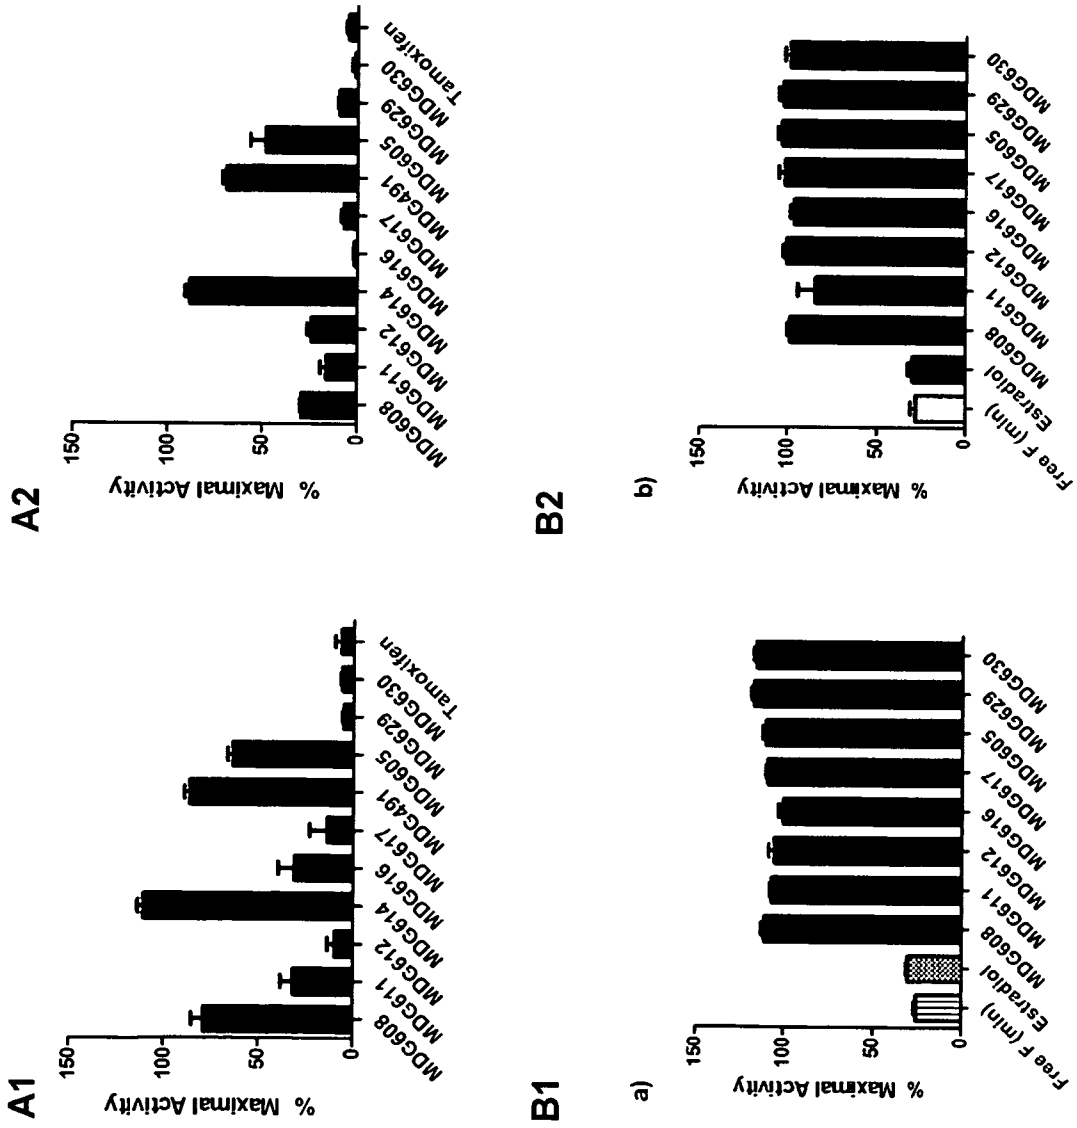 A1
% Maximal Activity
150
100
50
0
MDG608
MDG611
MDG612
MDG614
MDG616
MDG617
MDG491
MDG605
MDG629
MDG630
Tamoxifen
A2
% Maximal Activity
150
100
50
0
MDG608
MDG611
MDG612
MDG614
MDG616
MDG617
MDG491
MDG605
MDG629
MDG630
Tamoxifen
B1
a)
% Maximal Activity
150
100
50
0
Free F (min)
Estradiol
MDG608
MDG611
MDG612
MDG616
MDG617
MDG605
MDG629
MDG630
B2
b)
% Maximal Activity
150
100
50
0
Free F (min)
Estradiol
MDG608
MDG611
MDG612
MDG616
MDG617
MDG605
MDG629
MDG630